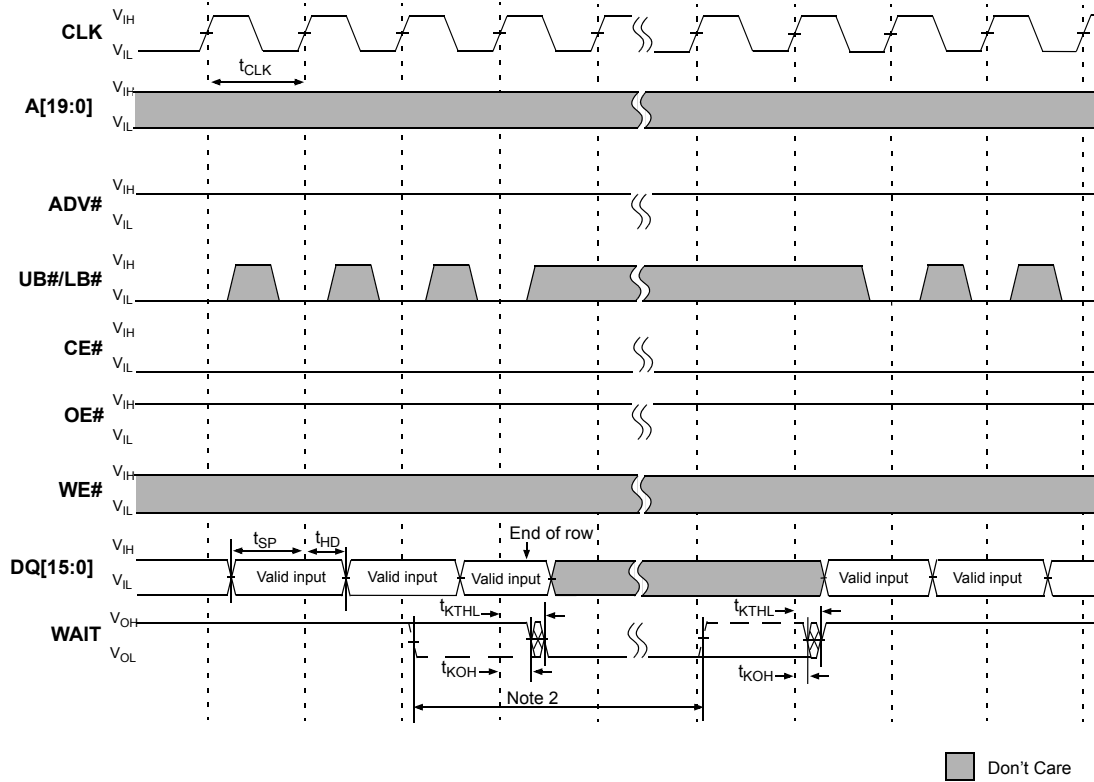 CLK
VIH
VIL
tCLK
A[19:0]
VIH
VIL
ADV#
VIH
VIL
UB#/LB#
VIH
VIL
CE#
VIH
VIL
OE#
VIH
VIL
WE#
VIH
VIL
End of row
DQ[15:0]
VIH
VIL
tSP
tHD
Valid input
Valid input
Valid input
Valid input
Valid input
WAIT
VOH
VOL
tKTHL
tKTHL
tKOH
tKOH
Note 2
Don't Care